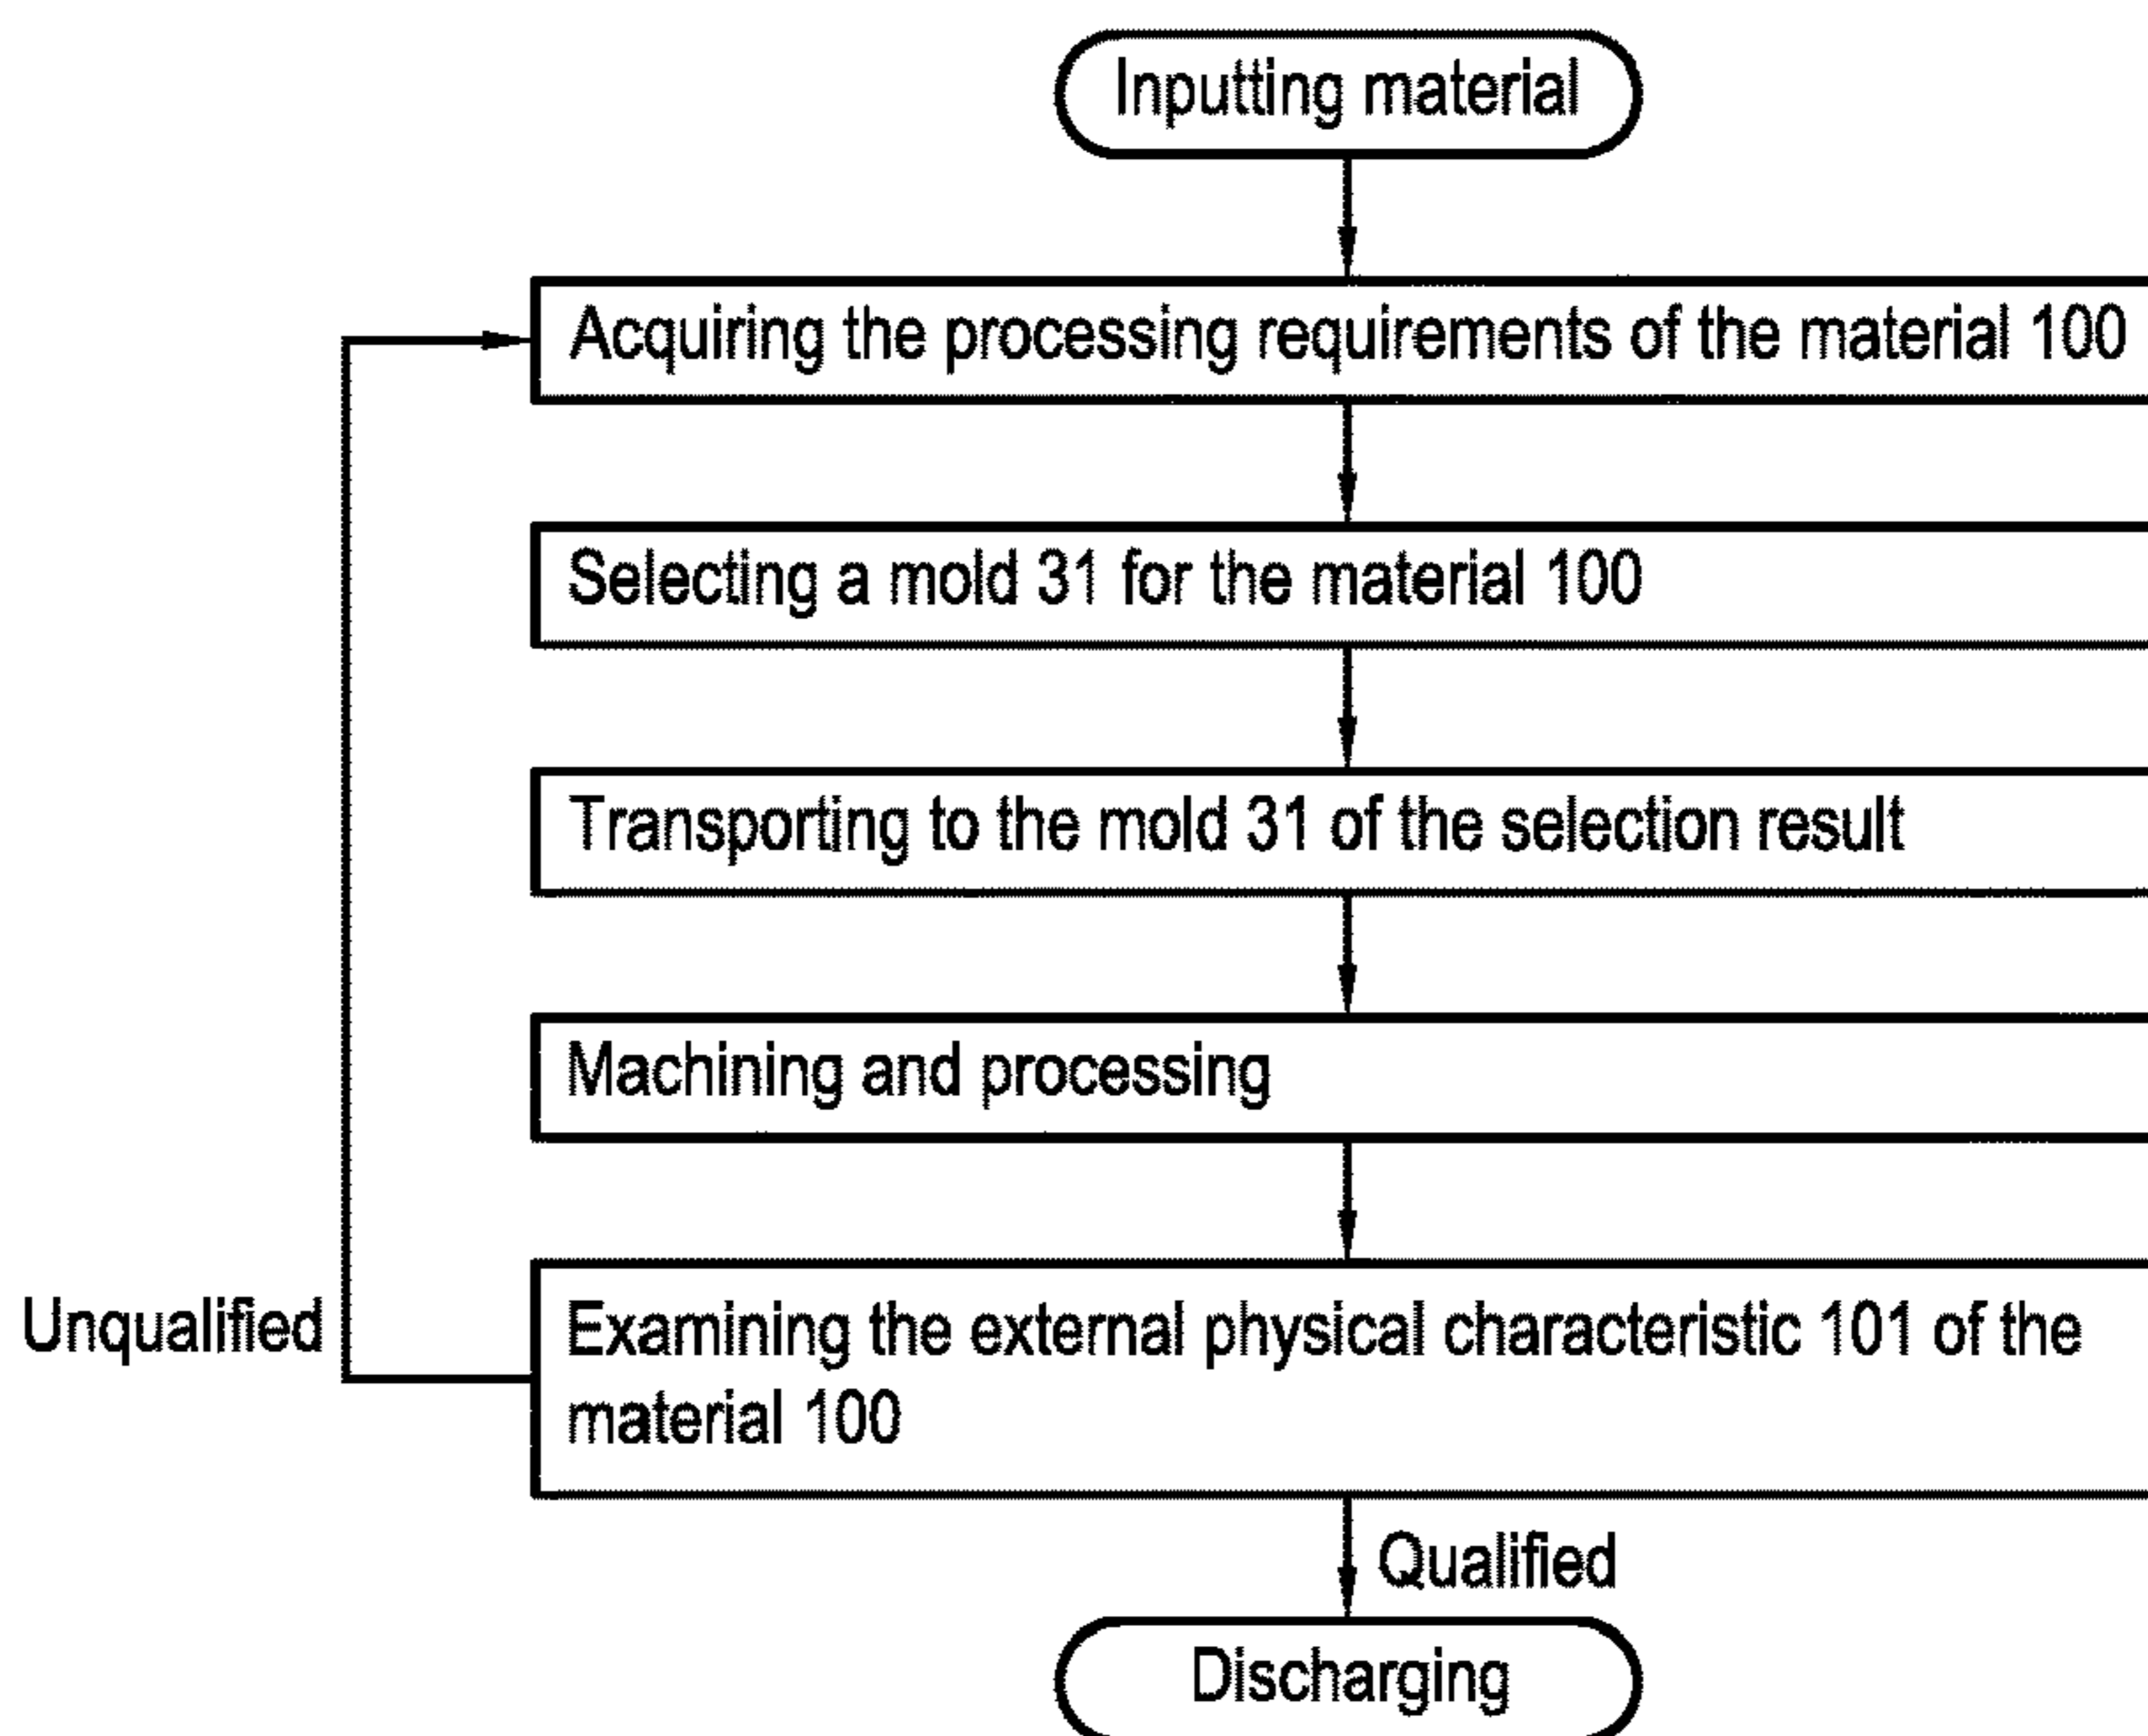 Inputting material
Acquiring the processing requirements of the material 100
Selecting a mold 31 for the material 100
Transporting to the mold 31 of the selection result
Machining and processing
Unqualified
Examining the external physical characteristic 101 of the
material 100
Qualified
Discharging